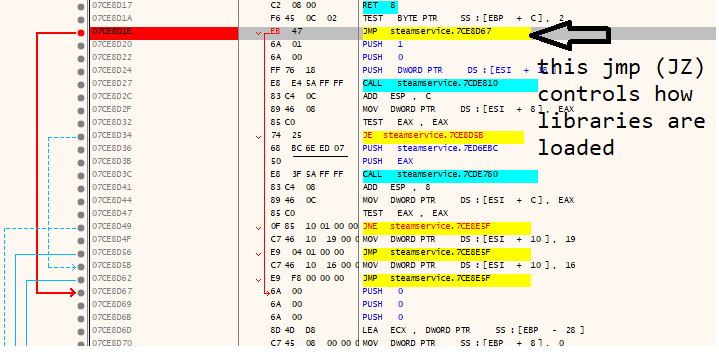 07CE8D17 C2 08 00 RET 8
07CE8D1A F6 45 0C 02 TEST BYTE PTR SS:[EBP + C], 2
07CE8D1E EB 47 JMP steamservice.7CE8D67
07CE8D20 6A 01 PUSH 1
07CE8D22 6A 00 PUSH 0
07CE8D24 FF 76 18 PUSH DWORD PTR DS:[ESI + 18]
07CE8D27 E8 E4 5A FF FF CALL steamservice.7CDE810
07CE8D2C 83 C4 0C ADD ESP, C
07CE8D2F 89 46 08 MOV DWORD PTR DS:[ESI + 8], EAX
07CE8D32 85 C0 TEST EAX, EAX
07CE8D34 74 25 JE steamservice.7CE8D5B
07CE8D36 68 BC 6E ED 07 PUSH steamservice.7ED6EBC
07CE8D3B 50 PUSH EAX
07CE8D3C E8 3F 5A FF FF CALL steamservice.7CDE780
07CE8D41 83 C4 08 ADD ESP, 8
07CE8D44 89 46 0C MOV DWORD PTR DS:[ESI + C], EAX
07CE8D47 85 C0 TEST EAX, EAX
07CE8D49 0F 85 10 01 00 00 JNE steamservice.7CE8E5F
07CE8D4F C7 46 10 19 00 0 MOV DWORD PTR DS:[ESI + 10], 19
07CE8D56 E9 04 01 00 00 JMP steamservice.7CE8E5F
07CE8D5B C7 46 10 16 00 0 MOV DWORD PTR DS:[ESI + 10], 16
07CE8D62 E9 F8 00 00 00 JMP steamservice.7CE8E5F
07CE8D67 6A 00 PUSH 0
07CE8D69 6A 00 PUSH 0
07CE8D6B 6A 00 PUSH 0
07CE8D6D 8D 4D D8 LEA ECX, DWORD PTR SS:[EBP - 28]
07CE8D70 C7 45 08 00 00 0 MOV DWORD PTR SS:[EBP + 8], 0
this jmp (JZ)
controls how
libraries are
loaded